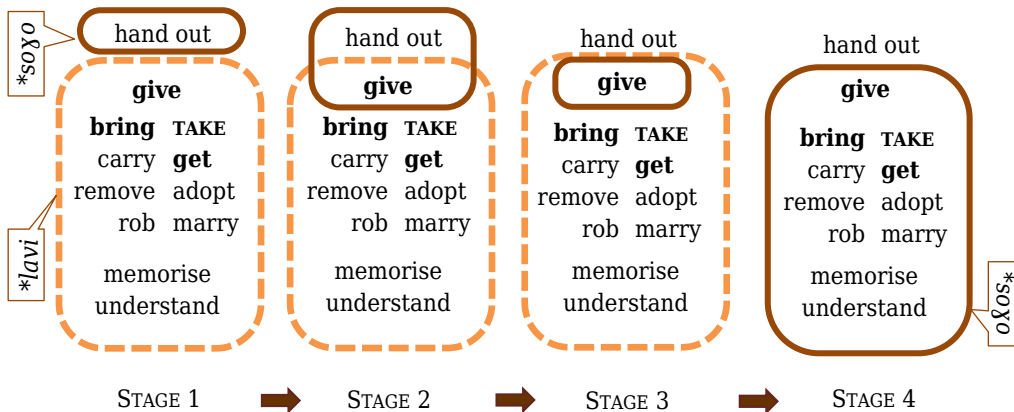 *soɣo
hand out
give
bring TAKE
carry get
remove adopt
rob marry
memorise
understand
*lavi
STAGE 1
hand out
give
bring TAKE
carry get
remove adopt
rob marry
memorise
understand
STAGE 2
hand out
give
bring TAKE
carry get
remove adopt
rob marry
memorise
understand
STAGE 3
hand out
give
bring TAKE
carry get
remove adopt
rob marry
memorise
understand
*soɣo
STAGE 4